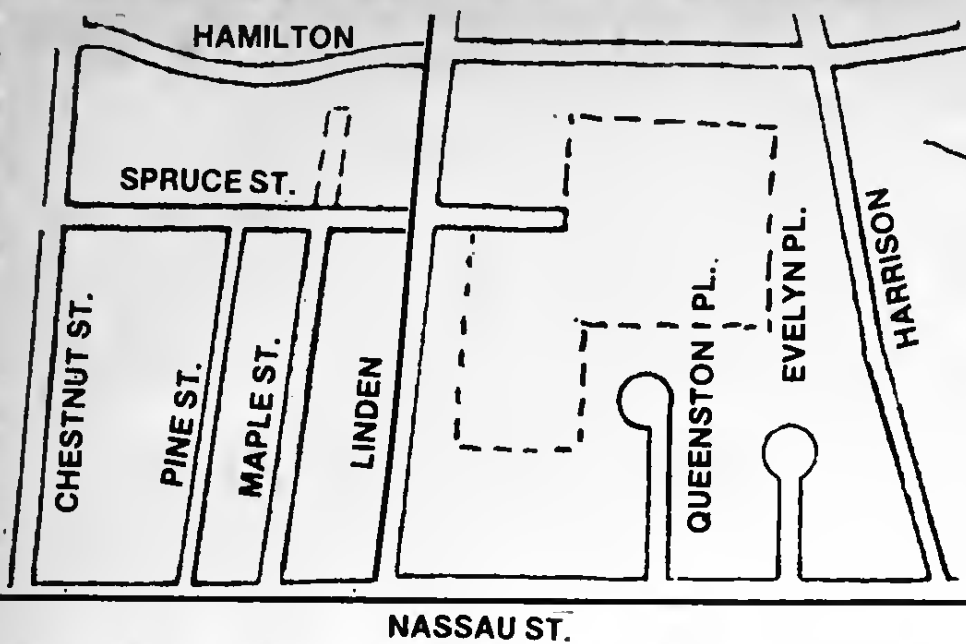 HAMILTON
SPRUCE ST.
CHESTNUT ST.
PINE ST.
MAPLE ST.
LINDEN
QUEENSTON PL.
EVELYN PL.
HARRISON
NASSAU ST.